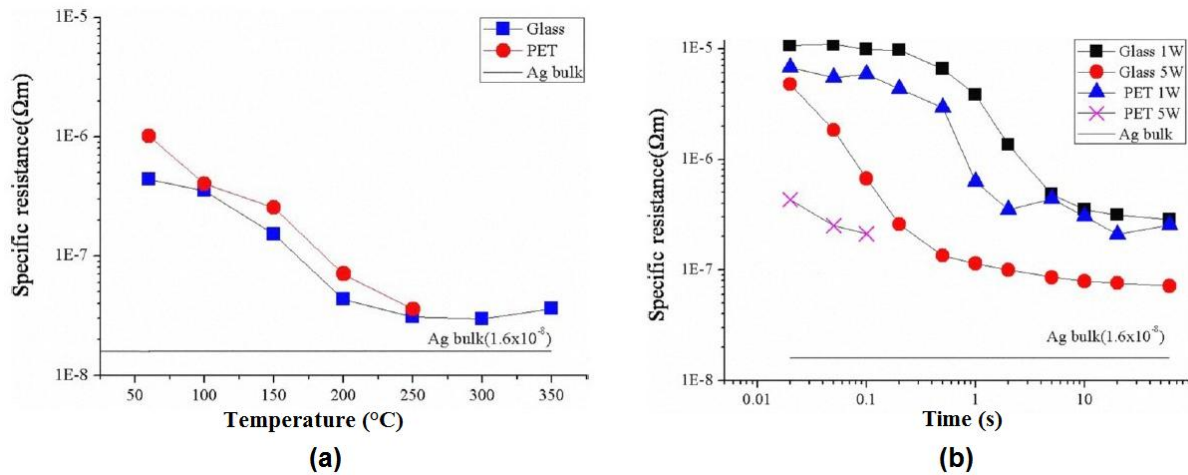 1E-5
1E-6
1E-7
1E-8
Specific resistance(Ωm)
Glass
PET
Ag bulk
Ag bulk(1.6x10⁻⁸)
50 100 150 200 250 300 350
Temperature (°C)
(a)
1E-5
1E-6
1E-7
1E-8
Specific resistance(Ωm)
Glass 1W
Glass 5W
PET 1W
PET 5W
Ag bulk
Ag bulk(1.6x10⁻⁸)
0.01 0.1 1 10
Time (s)
(b)